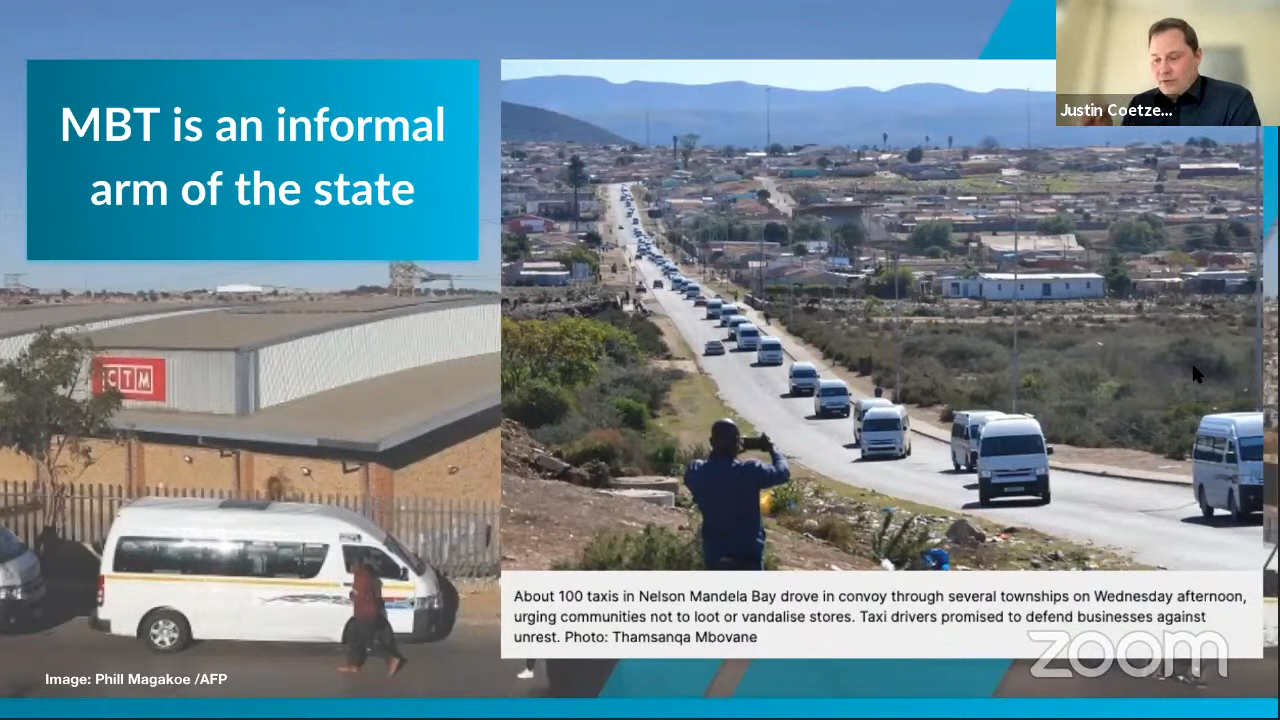 MBT is an informal
arm of the state
Justin Coetze...
CTM
About 100 taxis in Nelson Mandela Bay drove in convoy through several townships on Wednesday afternoon,
urging communities not to loot or vandalise stores. Taxi drivers promised to defend businesses against
unrest. Photo: Thamsanqa Mbovane
Image: Phill Magakoe /AFP
zoom